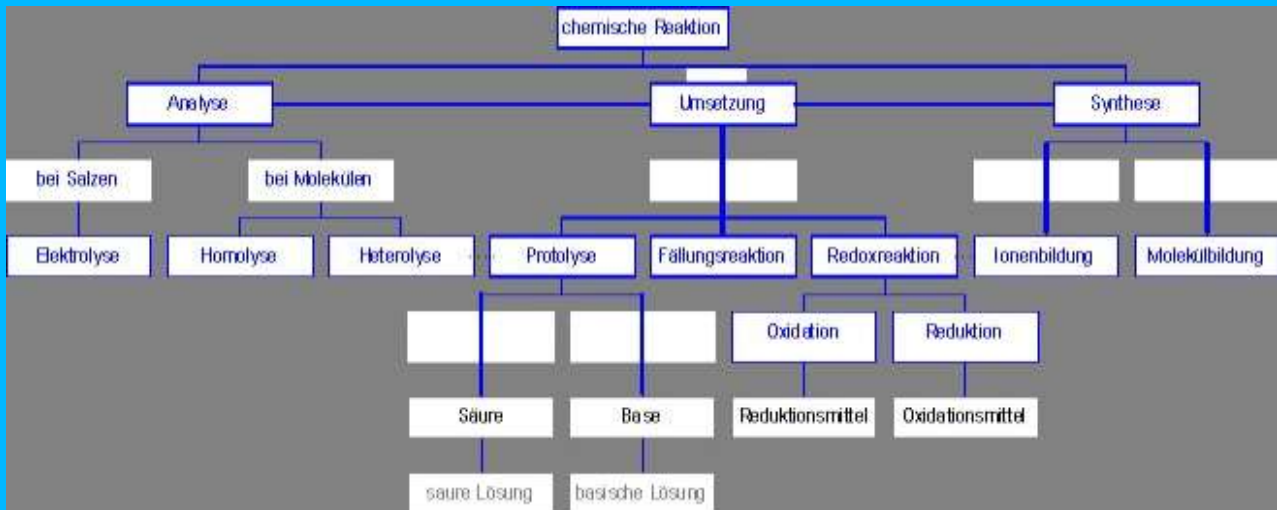 chemische Reaktion
Analyse
Umsetzung
Synthese
bei Salzen
bei Molekülen
Elektrolyse
Homolyse
Heterolyse
Protolyse
Fällungsreaktion
Redoxreaktion
Ionenbildung
Molekülbildung
Oxidation
Reduktion
Säure
Base
Reduktionsmittel
Oxidationsmittel
saure Lösung
basische Lösung